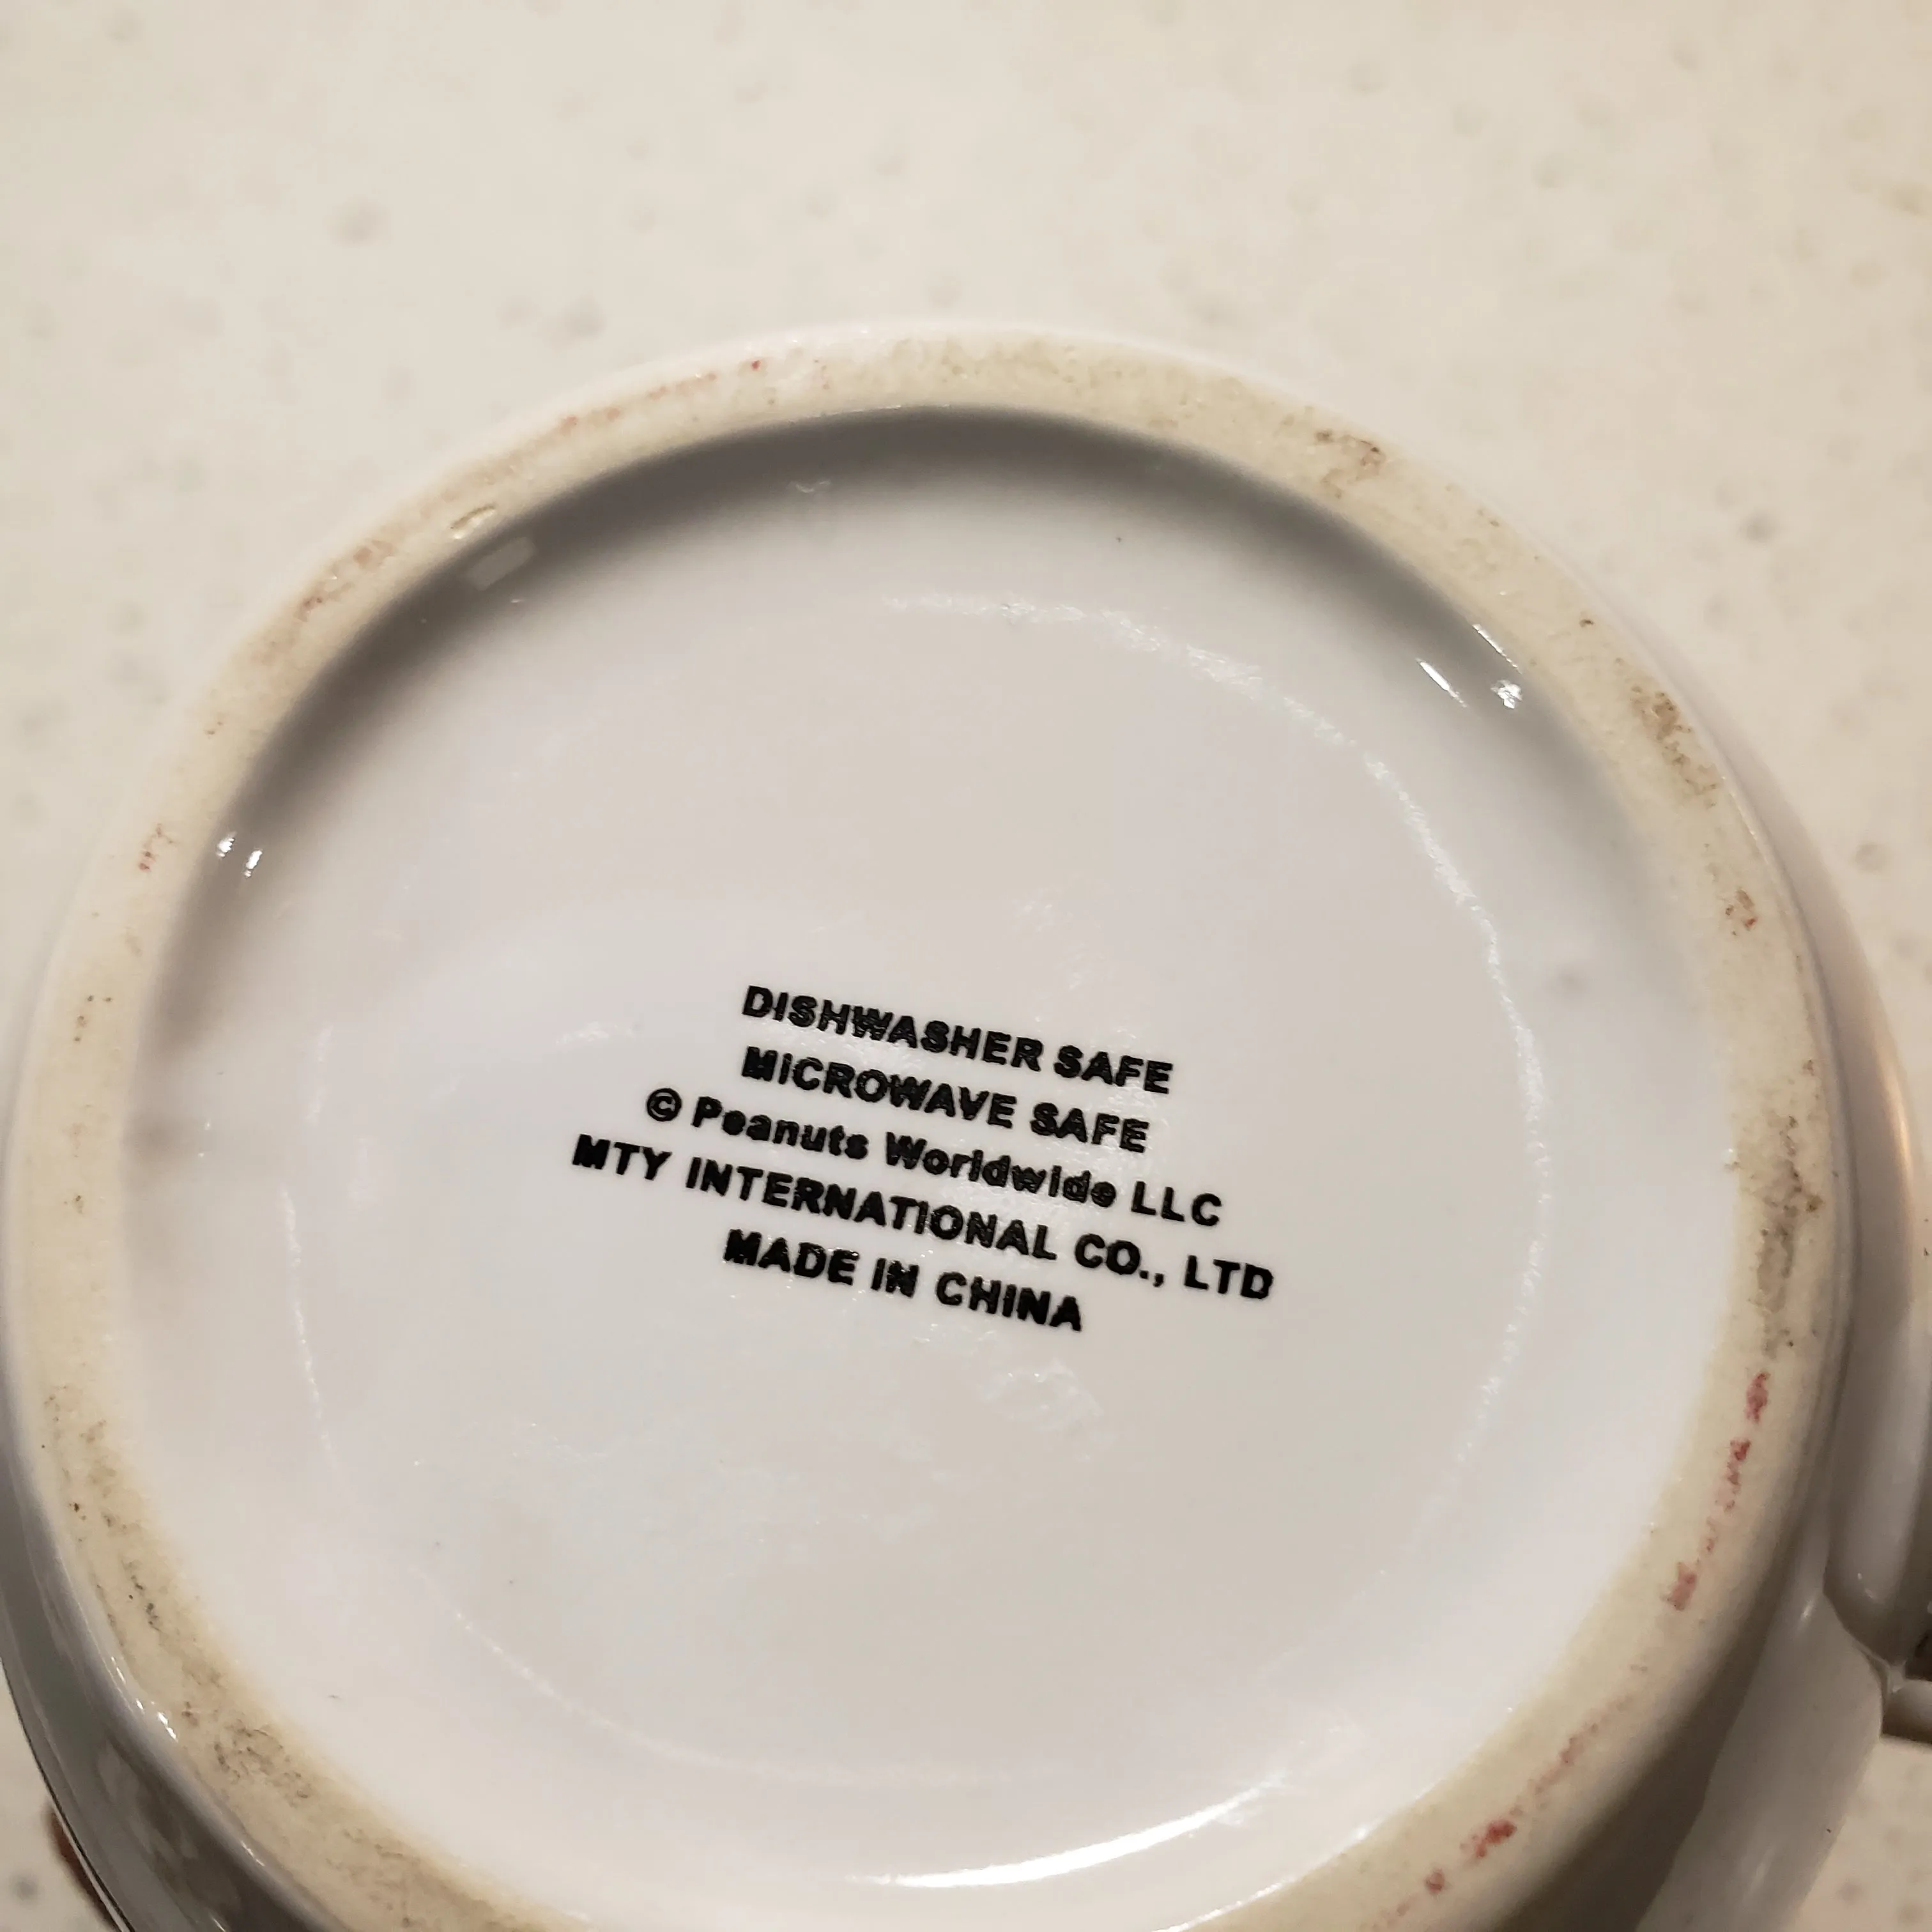 DISHWASHER SAFE
MICROWAVE SAFE
© Peanuts Worldwide LLC
MTY INTERNATIONAL CO., LTD
MADE IN CHINA